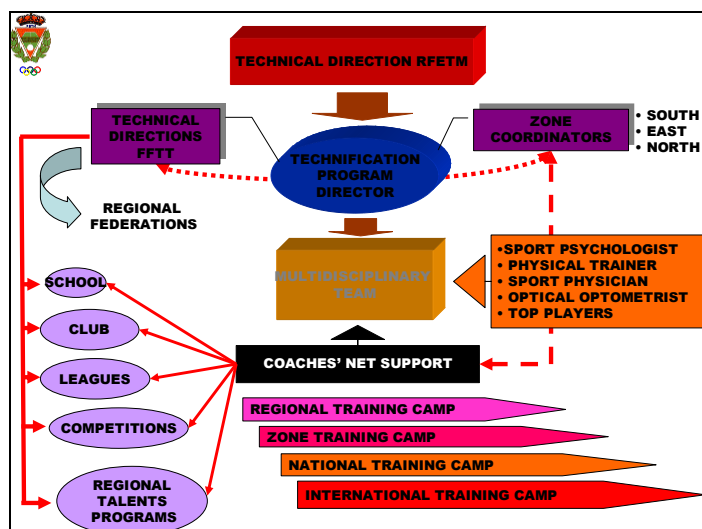 TECHNICAL DIRECTION RFETM
TECHNICAL
DIRECTIONS
FFTT
ZONE
COORDINATORS
• SOUTH
• EAST
• NORTH
TECHNIFICATION
PROGRAM
DIRECTOR
REGIONAL
FEDERATIONS
MULTIDISCIPLINARY
TEAM
•SPORT PSYCHOLOGIST
• PHYSICAL TRAINER
• SPORT PHYSICIAN
• OPTICAL OPTOMETRIST
• TOP PLAYERS
SCHOOL
CLUB
LEAGUES
COMPETITIONS
REGIONAL
TALENTS
PROGRAMS
COACHES' NET SUPPORT
REGIONAL TRAINING CAMP
ZONE TRAINING CAMP
NATIONAL TRAINING CAMP
INTERNATIONAL TRAINING CAMP